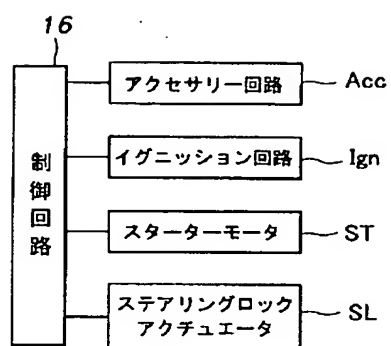 16
制御回路
アクセサリー回路
Acc
イグニッション回路
Ign
スターターモータ
ST
ステアリングロック
アクチュエータ
SL